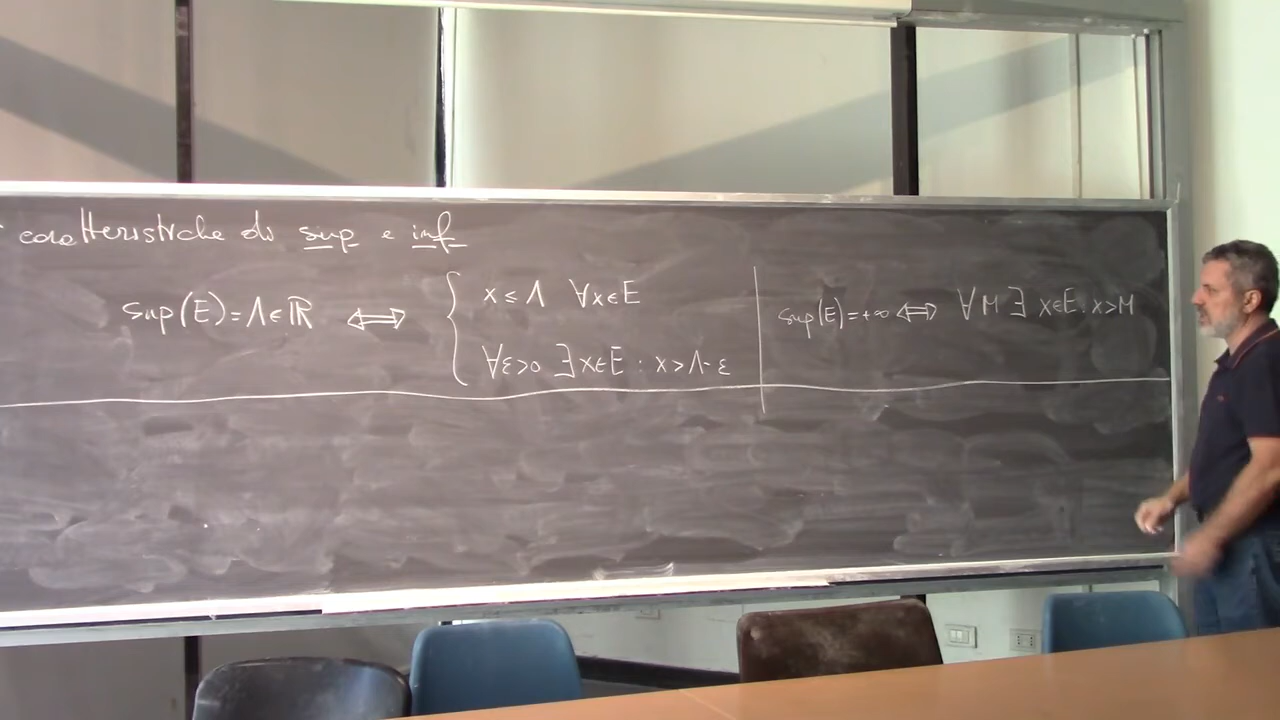 caratteristiche di sup e inf
sup(E)=Λ∈ℝ ⟺ { x≤Λ ∀x∈E
∀ε>0 ∃x∈E : x>Λ-ε
sup(E)=+∞ ⟺ ∀M ∃ x∈E : x>M